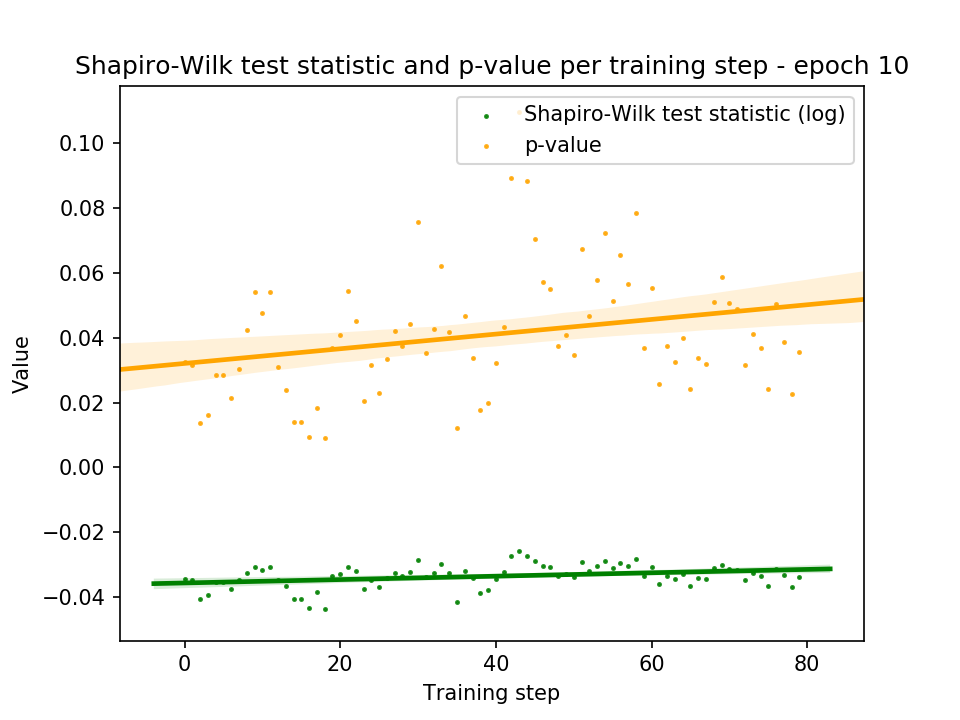 Shapiro-Wilk test statistic and p-value per training step - epoch 10
Shapiro-Wilk test statistic (log)
p-value
0.10
0.08
0.06
0.04
0.02
0.00
−0.02
−0.04
Value
0 20 40 60 80
Training step